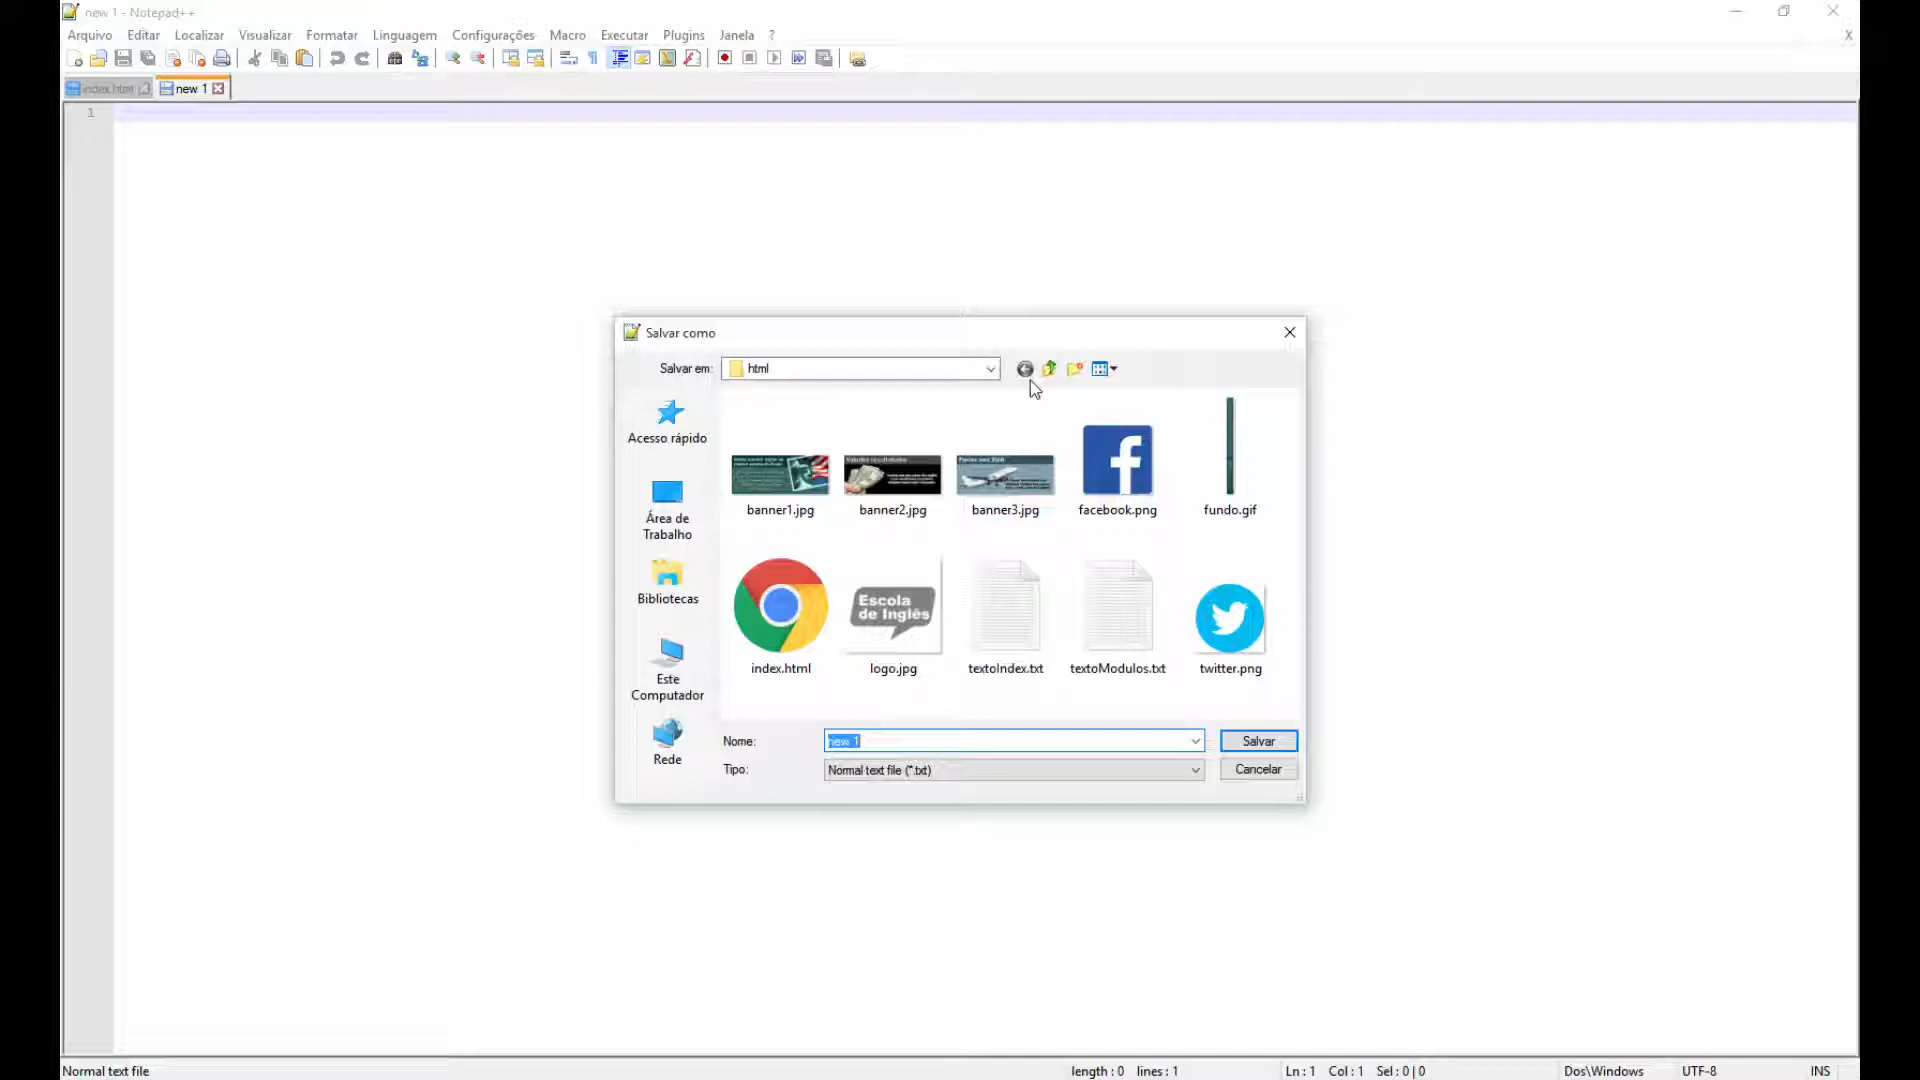 new 1 - Notepad++
Arquivo Editar Localizar Visualizar Formatar Linguagem Configurações Macro Executar Plugins Janela ?
X
index.html new 1
1
Salvar como
Salvar em: html
Acesso rápido
Área de
Trabalho
Bibliotecas
Este
Computador
Rede
banner1.jpg banner2.jpg banner3.jpg facebook.png fundo.gif
Escola
de Inglês
index.html logo.jpg textoIndex.txt textoModulos.txt twitter.png
Nome: new 1 Salvar
Tipo: Normal text file (*.txt) Cancelar
Normal text file length : 0 lines : 1 Ln : 1 Col : 1 Sel : 0 | 0 Dos\Windows UTF-8 INS